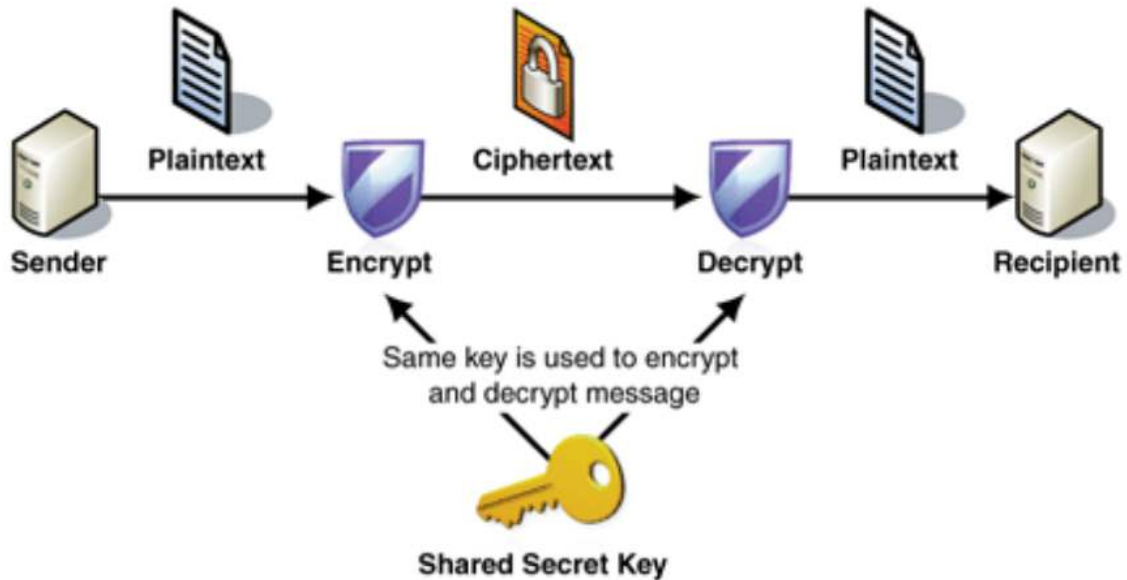 Plaintext
Ciphertext
Plaintext
Sender
Encrypt
Decrypt
Recipient
Same key is used to encrypt
and decrypt message
Shared Secret Key